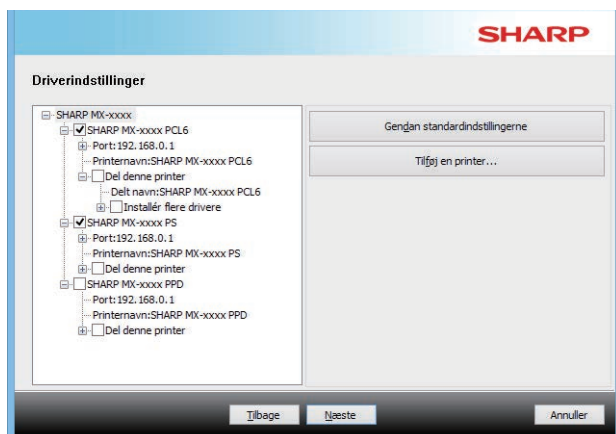 SHARP
Driverindstillinger
SHARP MX-xxxx
SHARP MX-xxxx PCL6
Port:192.168.0.1
Printernavn:SHARP MX-xxxx PCL6
Del denne printer
Delt navn:SHARP MX-xxxx PCL6
Installér flere drivere
SHARP MX-xxxx PS
Port:192.168.0.1
Printernavn:SHARP MX-xxxx PS
Del denne printer
SHARP MX-xxxx PPD
Port:192.168.0.1
Printernavn:SHARP MX-xxxx PPD
Del denne printer
Gendan standardindstillingerne
Tilføj en printer...
Tilbage
Næste
Annuller